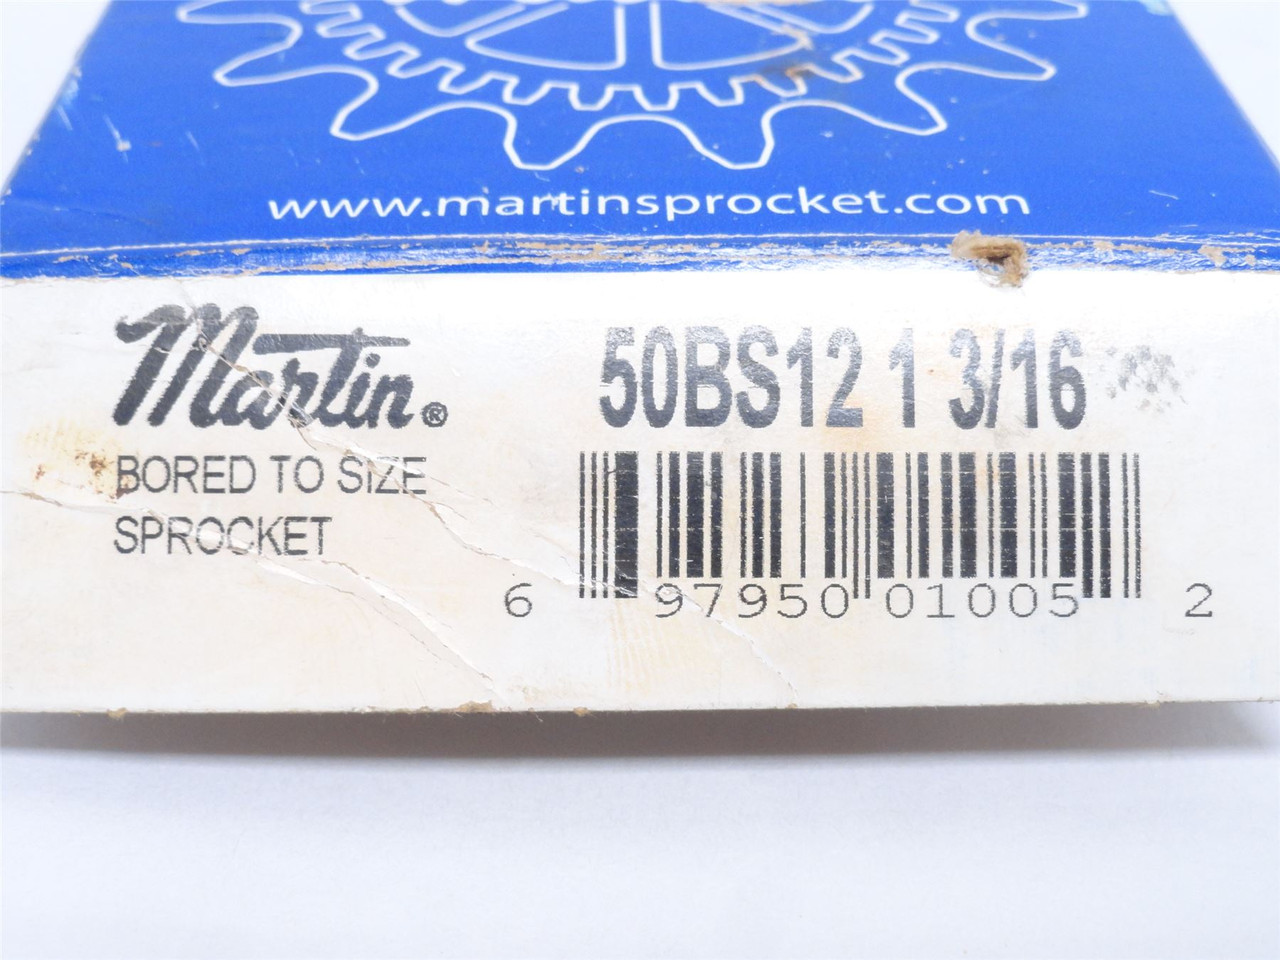 www.martinsprocket.com
Martin®
50BS12 1 3/16
BORED TO SIZE
SPROCKET
6 97950 01005 2